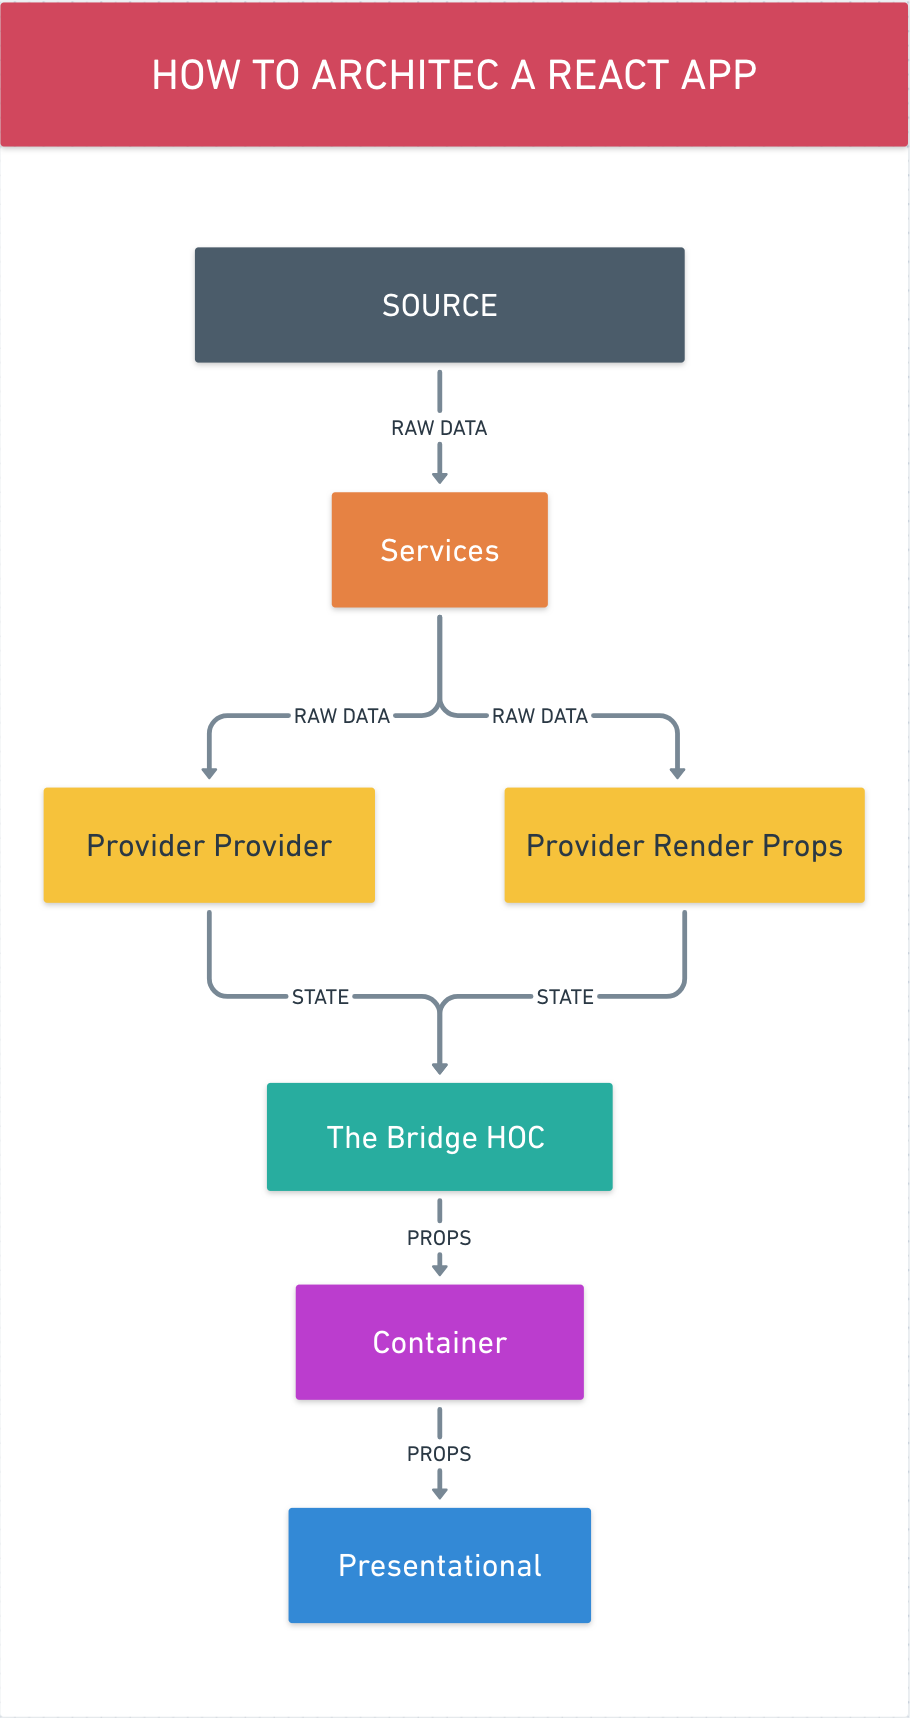 HOW TO ARCHITEC A REACT APP
SOURCE
RAW DATA
Services
RAW DATA
RAW DATA
Provider Provider
Provider Render Props
STATE
STATE
The Bridge HOC
PROPS
Container
PROPS
Presentational